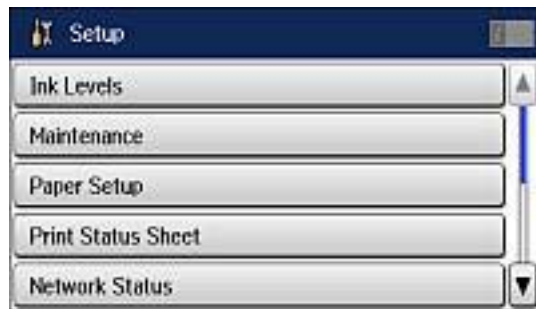 Setup
Ink Levels
Maintenance
Paper Setup
Print Status Sheet
Network Status